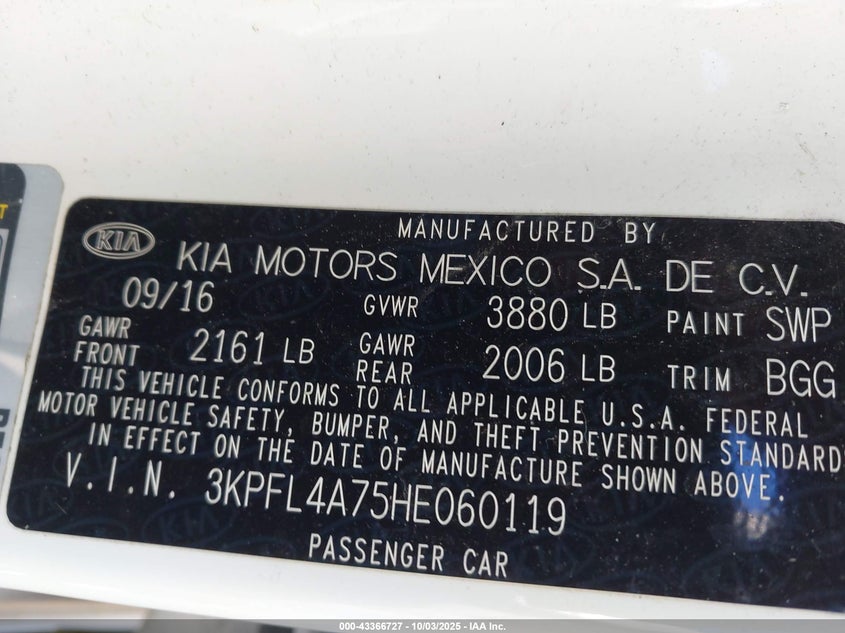 MANUFACTURED BY
KIA KIA MOTORS MEXICO S.A. DE C.V.
09/16 GVWR 3880 LB PAINT SWP
GAWR FRONT 2161 LB GAWR REAR 2006 LB TRIM BGG
THIS VEHICLE CONFORMS TO ALL APPLICABLE U.S.A. FEDERAL
MOTOR VEHICLE SAFETY, BUMPER, AND THEFT PREVENTION STANDARD
IN EFFECT ON THE DATE OF MANUFACTURE SHOWN ABOVE.
V.I.N. 3KPFL4A75HE060119
PASSENGER CAR
000-43366727 - 10/03/2025 - IAA Inc.